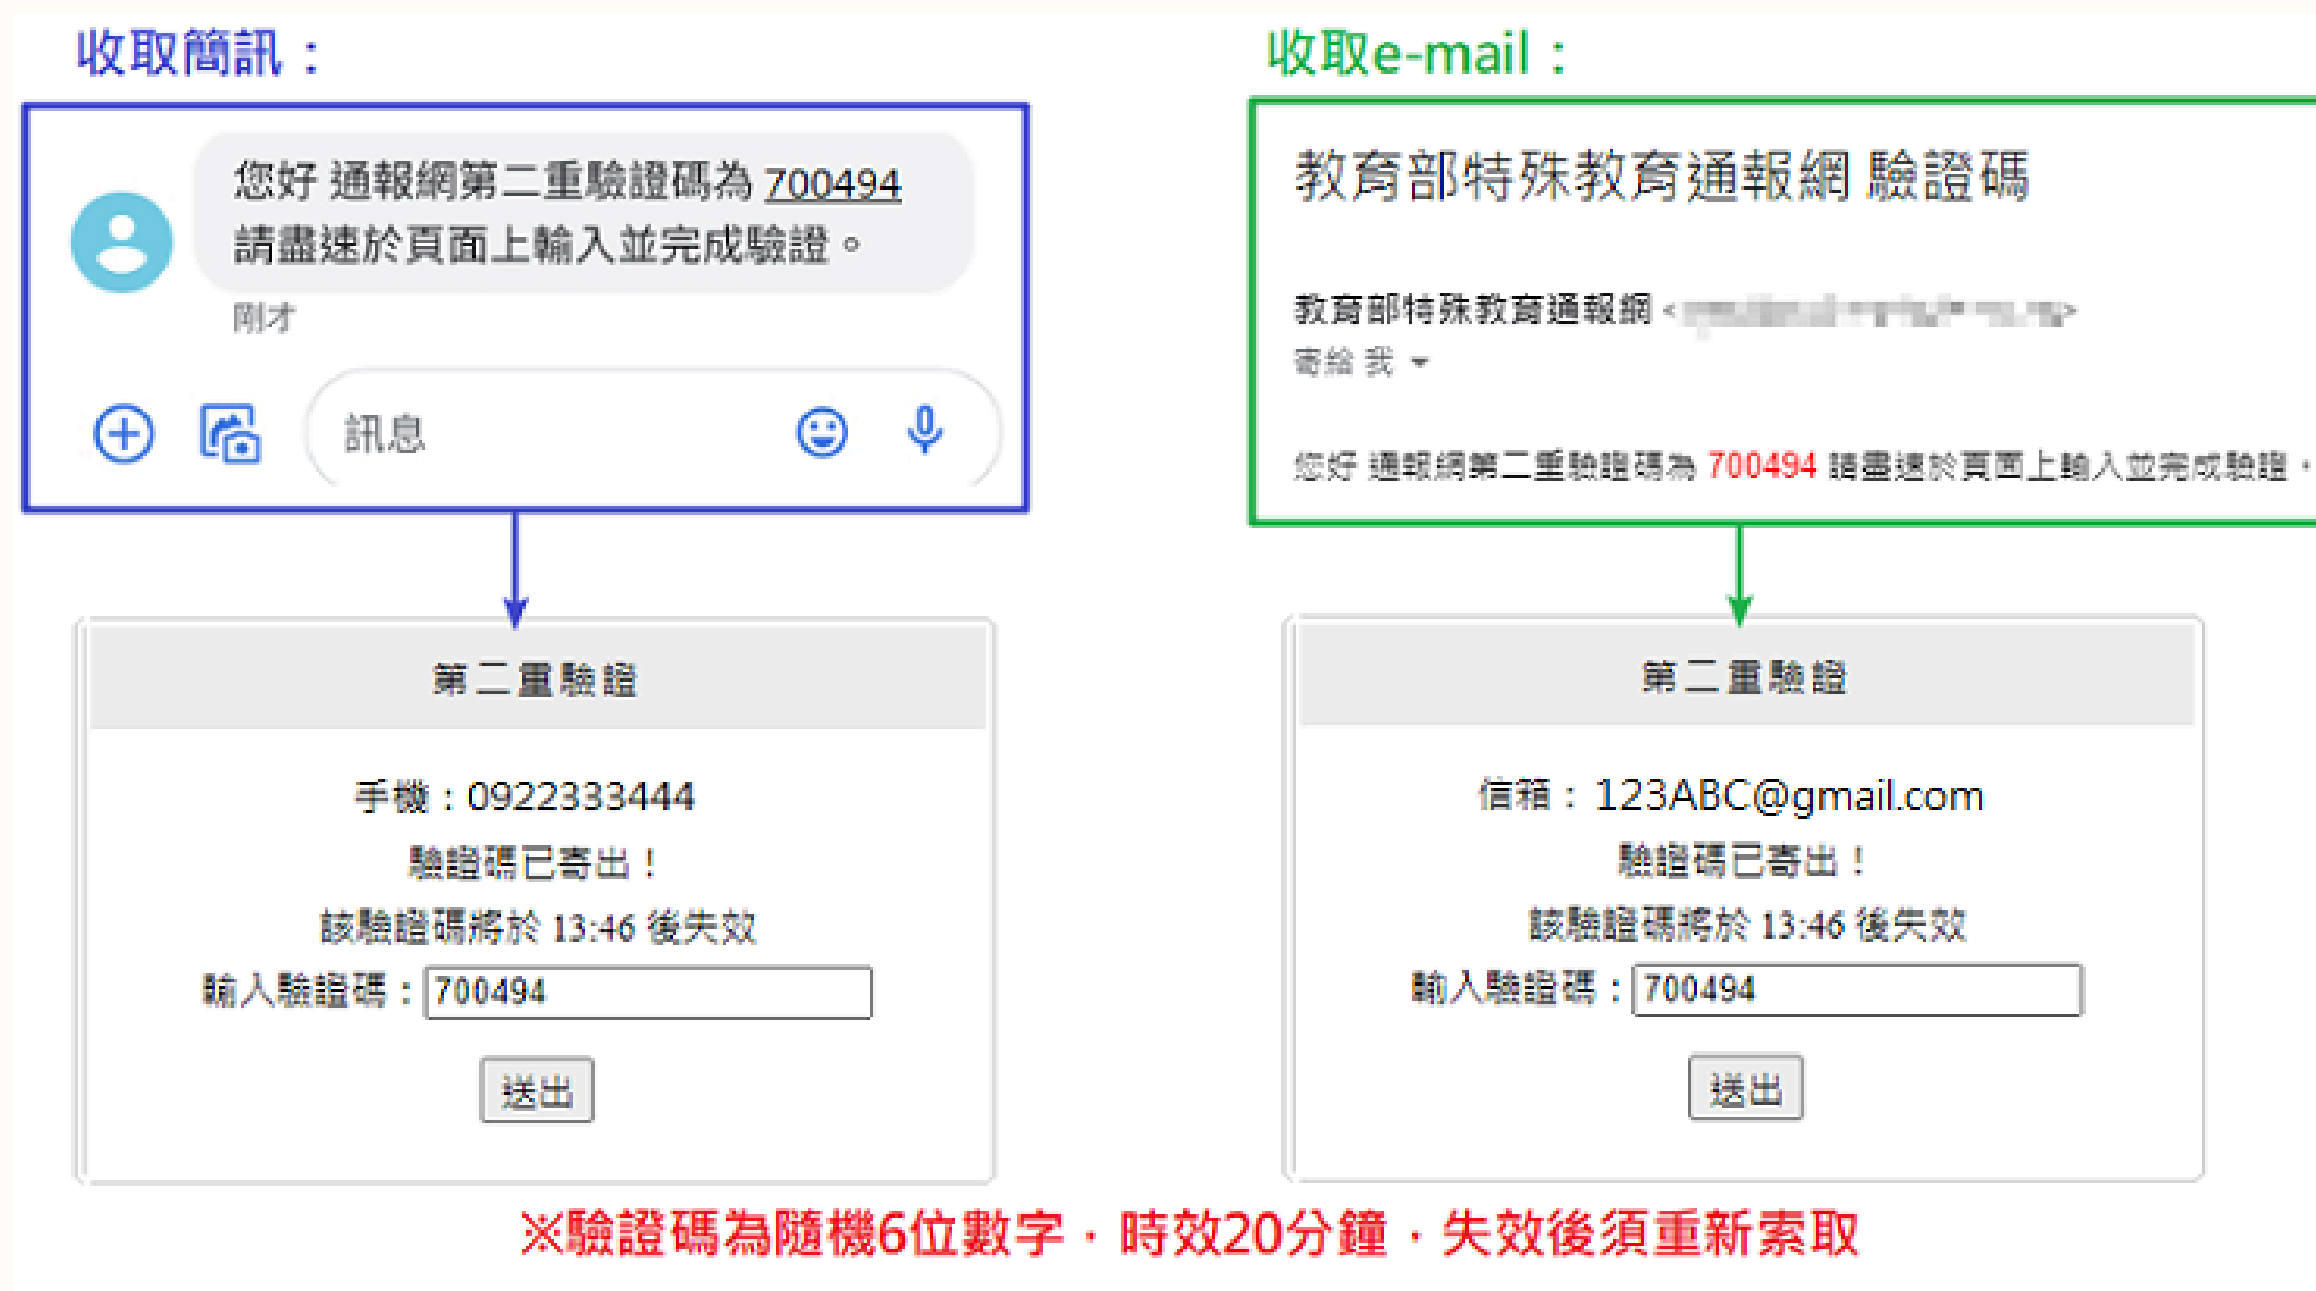 收取簡訊：
您好 通報網第二重驗證碼為 700494
請盡速於頁面上輸入並完成驗證。
剛才
訊息
第二重驗證
手機：0922333444
驗證碼已寄出！
該驗證碼將於 13:46 後失效
輸入驗證碼：700494
送出
收取e-mail：
教育部特殊教育通報網 驗證碼
教育部特殊教育通報網 <
寄給 我
您好 通報網第二重驗證碼為 700494 請盡速於頁面上輸入並完成驗證。
第二重驗證
信箱：123ABC@gmail.com
驗證碼已寄出！
該驗證碼將於 13:46 後失效
輸入驗證碼：700494
送出
※驗證碼為隨機6位數字，時效20分鐘，失效後須重新索取